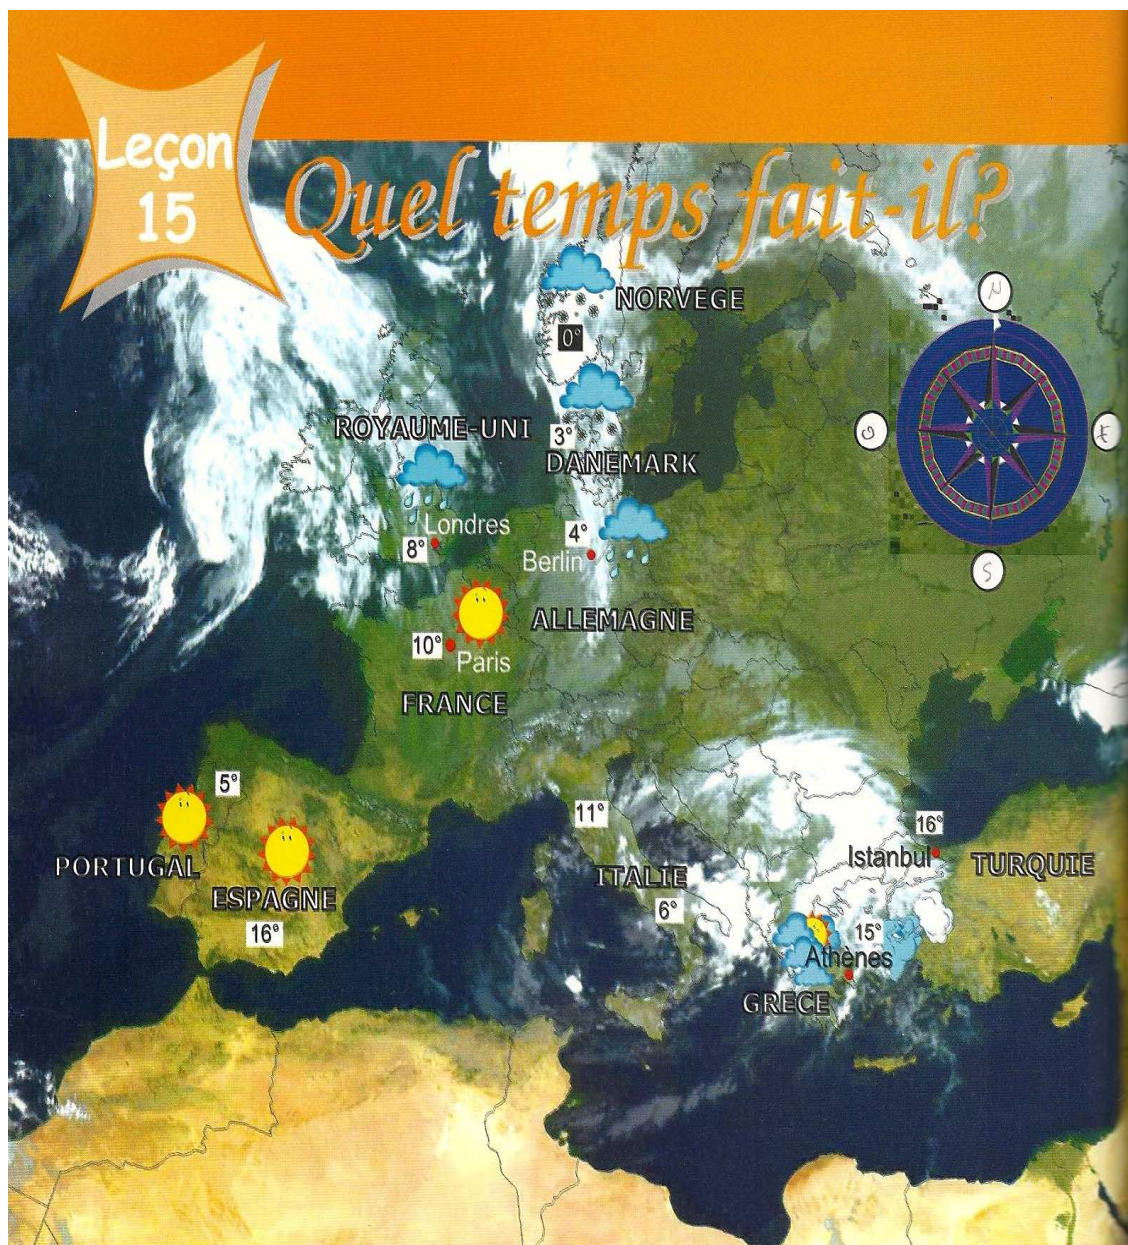 Leçon
15
Quel temps fait-il?
NORVEGE
0°
N
ROYAUME-UNI
3°
DANEMARK
O
E
Londres
8°
4°
Berlin
S
ALLEMAGNE
10°
Paris
FRANCE
5°
PORTUGAL
ESPAGNE
16°
11°
ITALIE
6°
16°
Istanbul
TURQUIE
15°
Athènes
GRECE